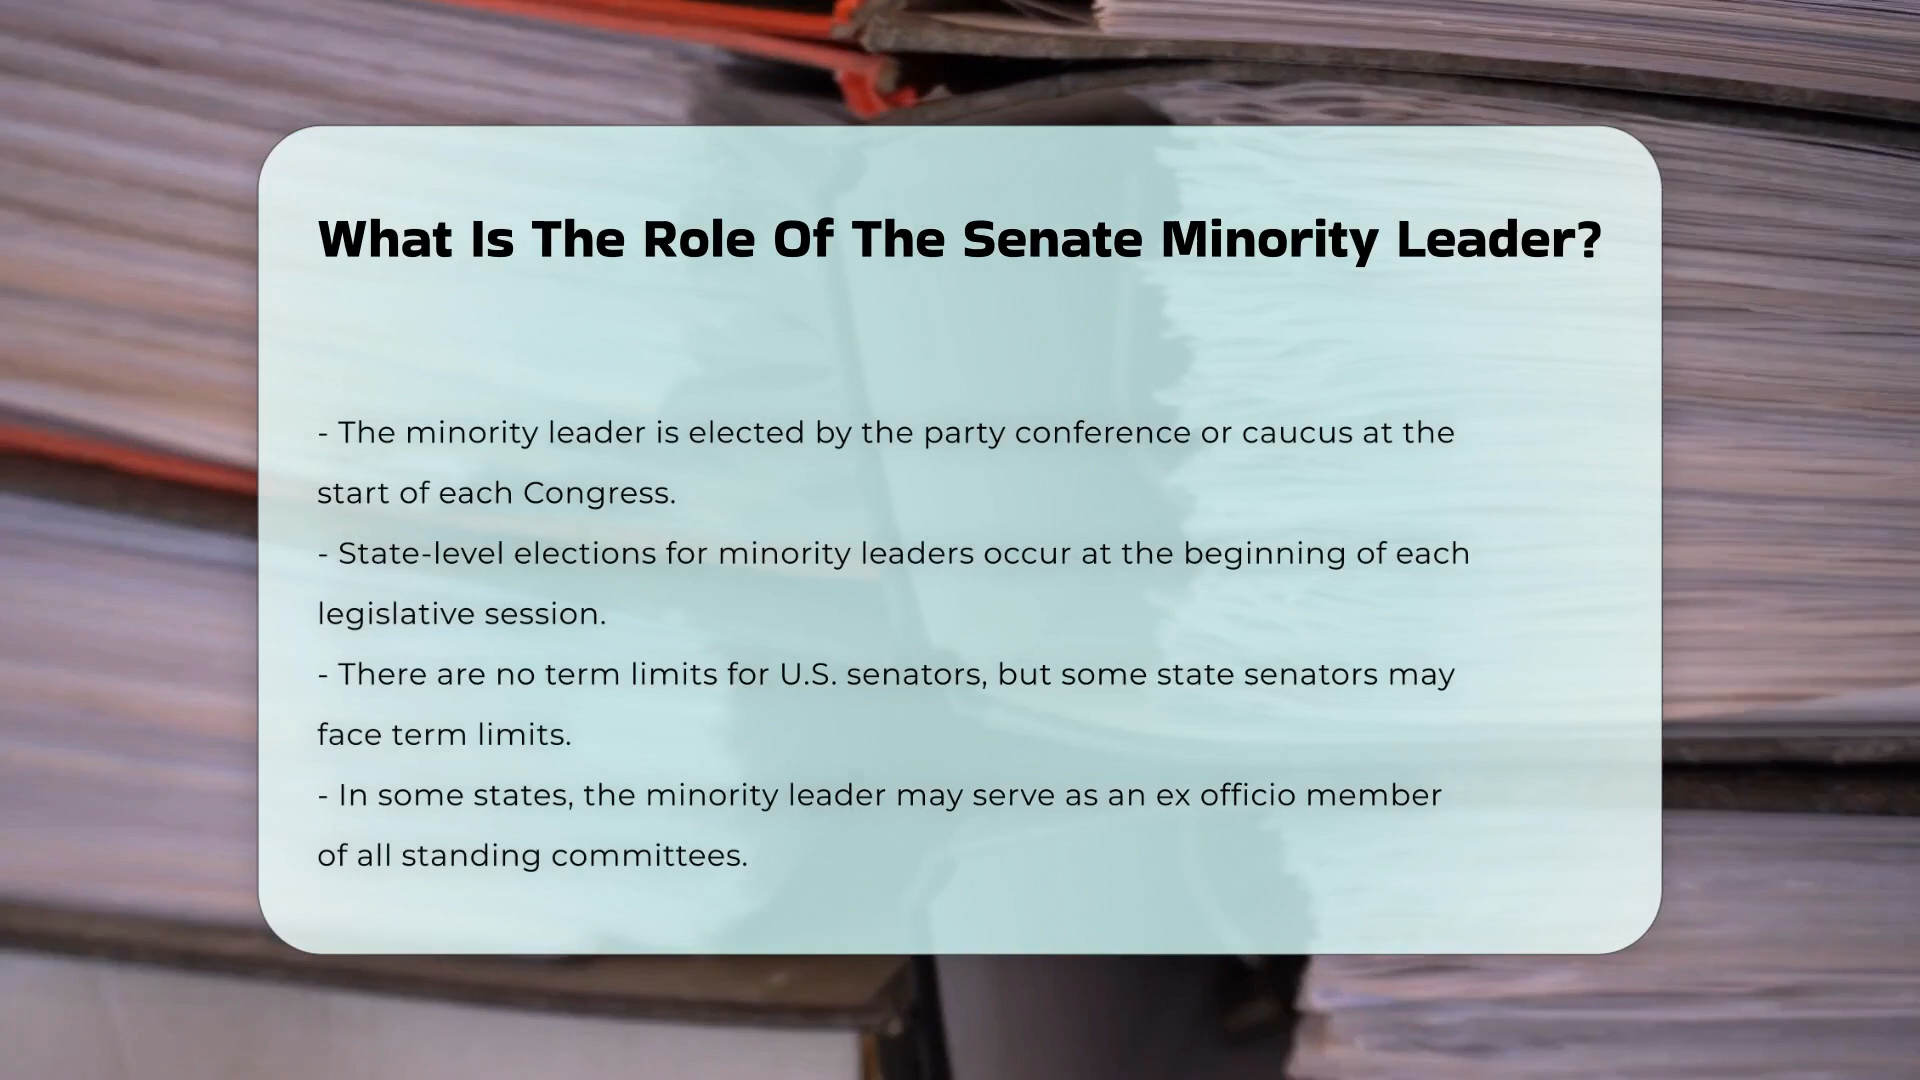 What Is The Role Of The Senate Minority Leader?
- The minority leader is elected by the party conference or caucus at the
start of each Congress.
- State-level elections for minority leaders occur at the beginning of each
legislative session.
- There are no term limits for U.S. senators, but some state senators may
face term limits.
- In some states, the minority leader may serve as an ex officio member
of all standing committees.